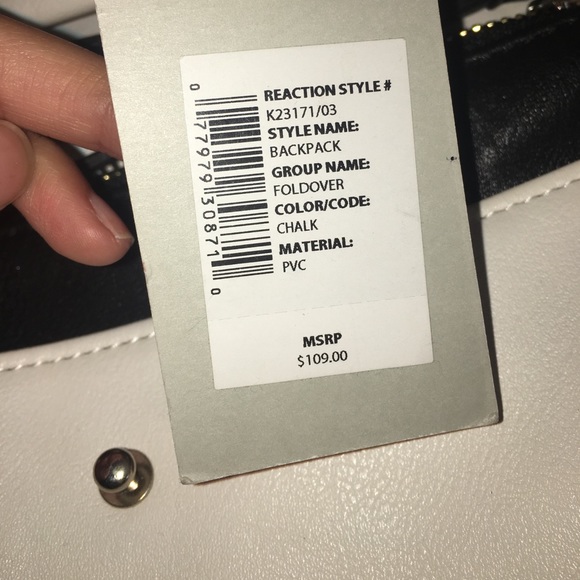 REACTION STYLE #
K23171/03
STYLE NAME:
BACKPACK
GROUP NAME:
FOLDOVER
COLOR/CODE:
CHALK
MATERIAL:
PVC
0 77979 30871 0
MSRP
$109.00